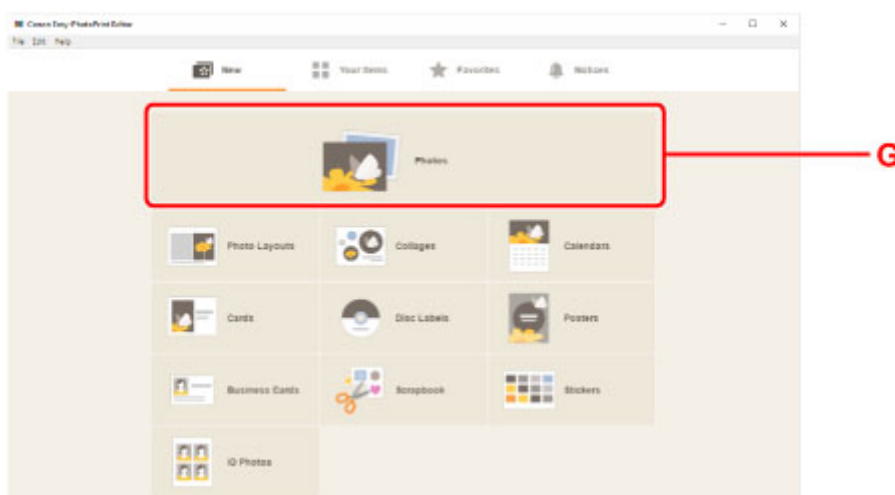 Canon Easy-PhotoPrint Editor
File Edit Help
New Your Items Favorites Notices
Photos
G
Photo Layouts Collages Calendars
Cards Disc Labels Posters
Business Cards Scrapbook Stickers
ID Photos